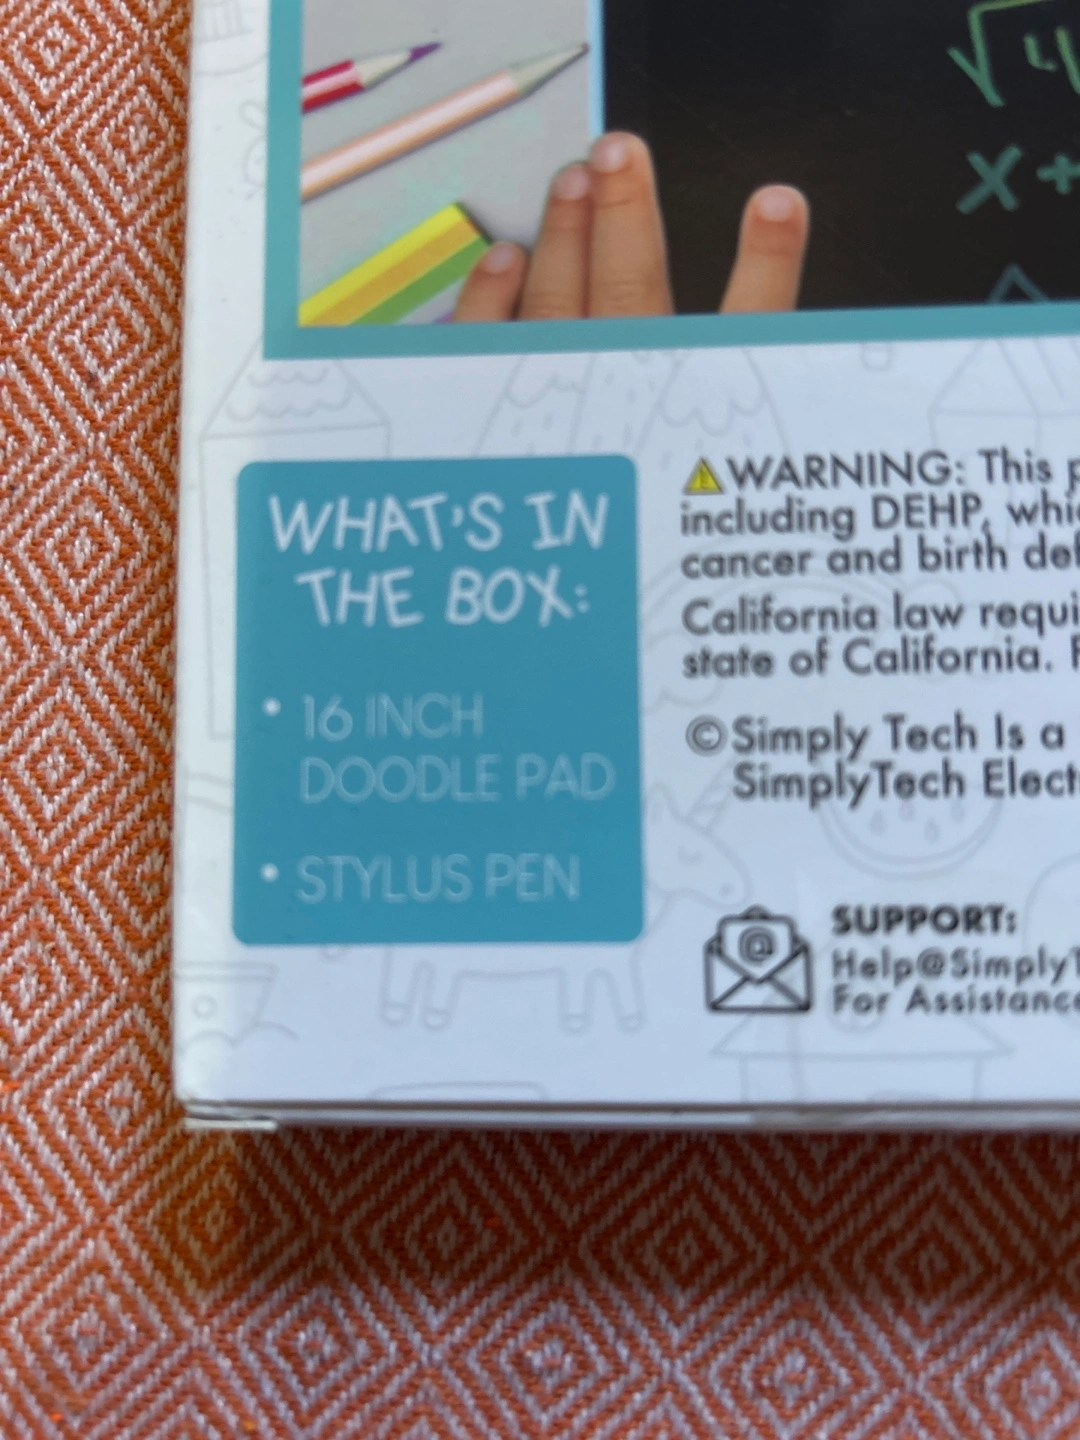 √4
x +
WHAT'S IN
THE BOX:
• 16 INCH
DOODLE PAD
• STYLUS PEN
⚠WARNING: This
including DEHP,
cancer and birth
California law
state of California.
©Simply Tech Is a
SimplyTech
SUPPORT:
For